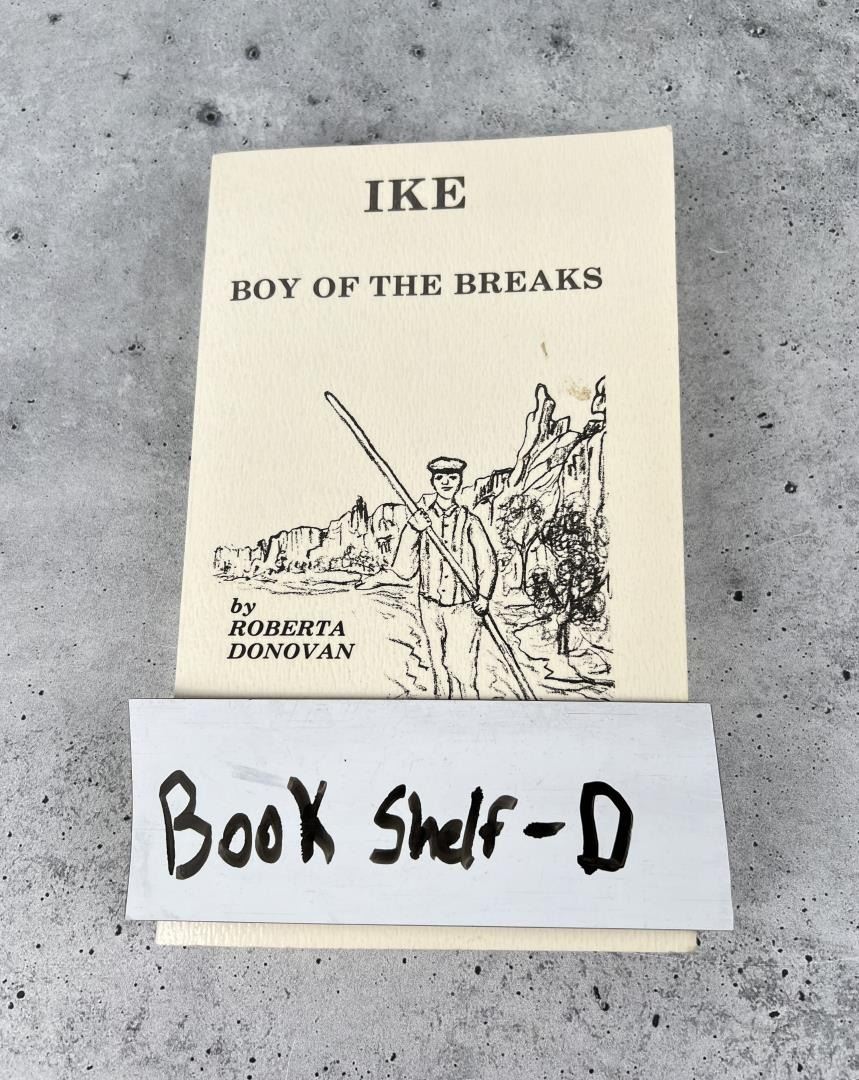 IKE
BOY OF THE BREAKS
by
ROBERTA
DONOVAN
BooK Shelf-D